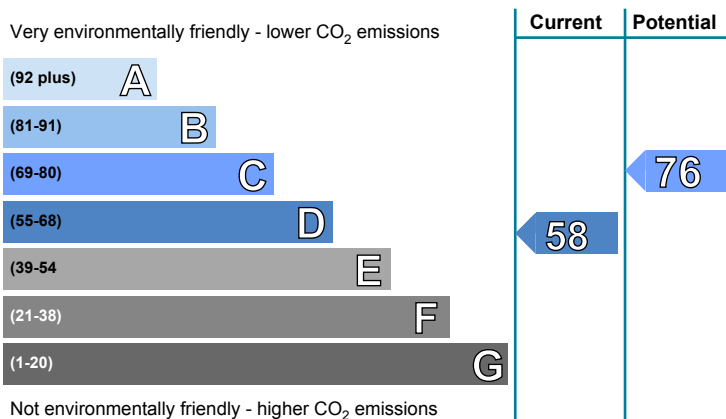 Current Potential
Very environmentally friendly - lower CO2 emissions
(92 plus) A
(81-91) B
(69-80) C
76
(55-68) D
58
(39-54 E
(21-38) F
(1-20) G
Not environmentally friendly - higher CO2 emissions